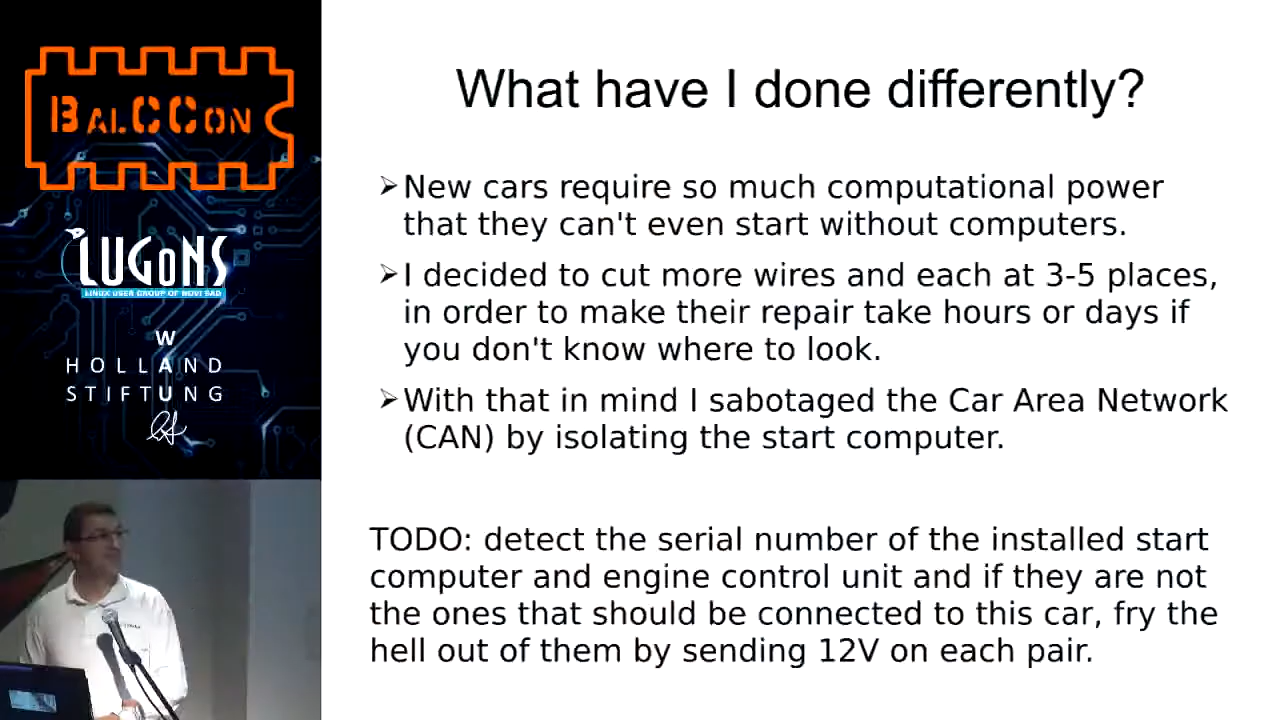 BALCCON
LUGONS
LINUX USER GROUP OF NOVI SAD
W
HOLLAND
STIFTUNG
What have I done differently?
➢New cars require so much computational power
that they can't even start without computers.
➢I decided to cut more wires and each at 3-5 places,
in order to make their repair take hours or days if
you don't know where to look.
➢With that in mind I sabotaged the Car Area Network
(CAN) by isolating the start computer.
TODO: detect the serial number of the installed start
computer and engine control unit and if they are not
the ones that should be connected to this car, fry the
hell out of them by sending 12V on each pair.